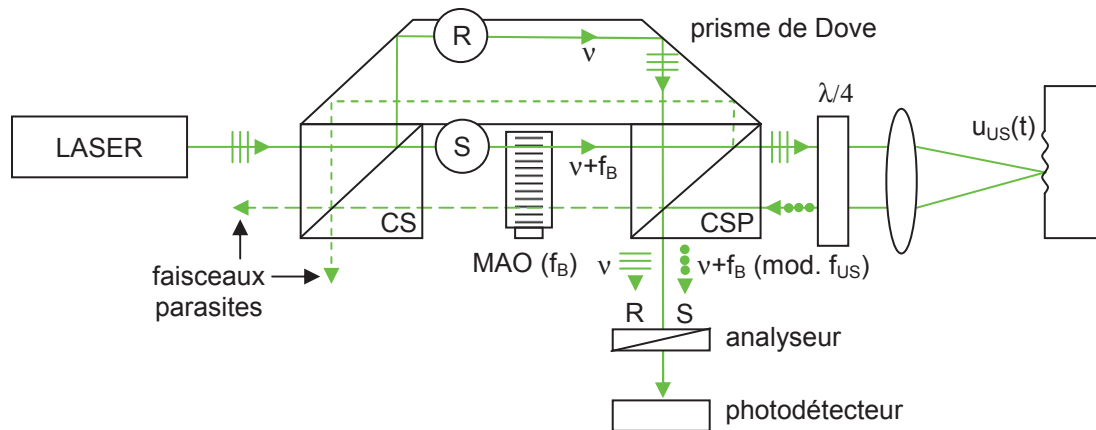 R
prisme de Dove
ν
λ/4
u_US(t)
LASER
S
ν+f_B
CS
CSP
MAO (f_B)
ν
ν+f_B (mod. f_US)
faisceaux
parasites
R S
analyseur
photodétecteur